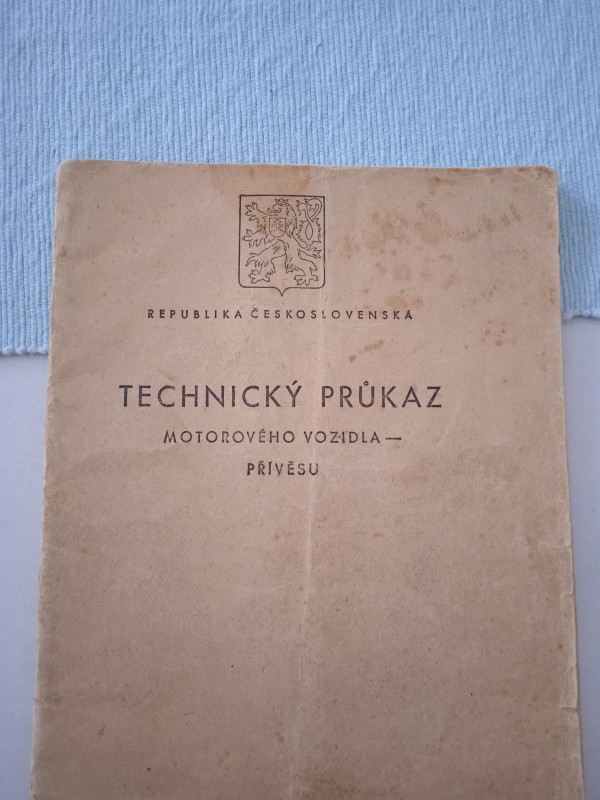 REPUBLIKA ČESKOSLOVENSKÁ
TECHNICKÝ PRŮKAZ
MOTOROVÉHO VOZIDLA —
PŘÍVĚSU